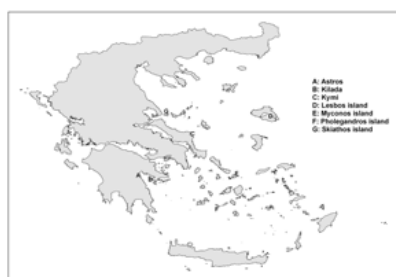 A: Astros
B: Kilada
C: Kymi
D: Lesbos island
E: Myconos island
F: Pholegandros island
G: Skiathos island
G
C
D
A
B